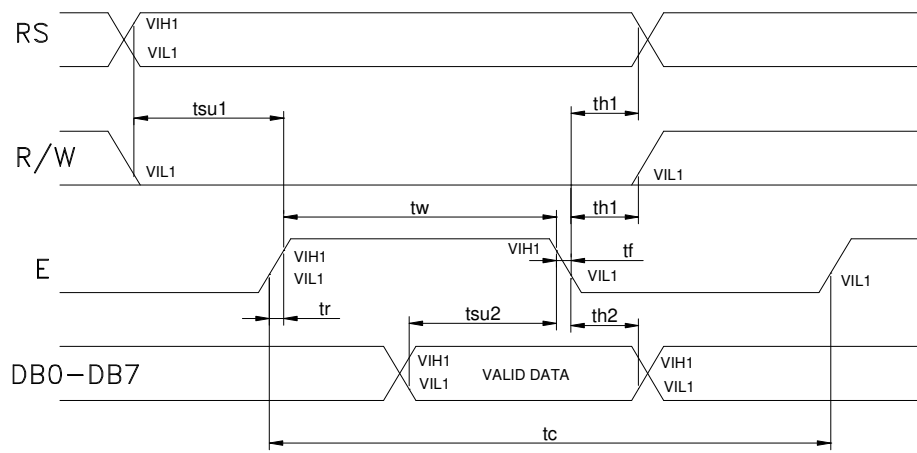 RS
VIH1
VIL1
tsu1
th1
R/W
VIL1
VIL1
tw
th1
E
VIH1
VIL1
VIH1
tf
VIL1
VIL1
tr
tsu2
th2
DB0-DB7
VIH1
VIL1
VALID DATA
VIH1
VIL1
tc